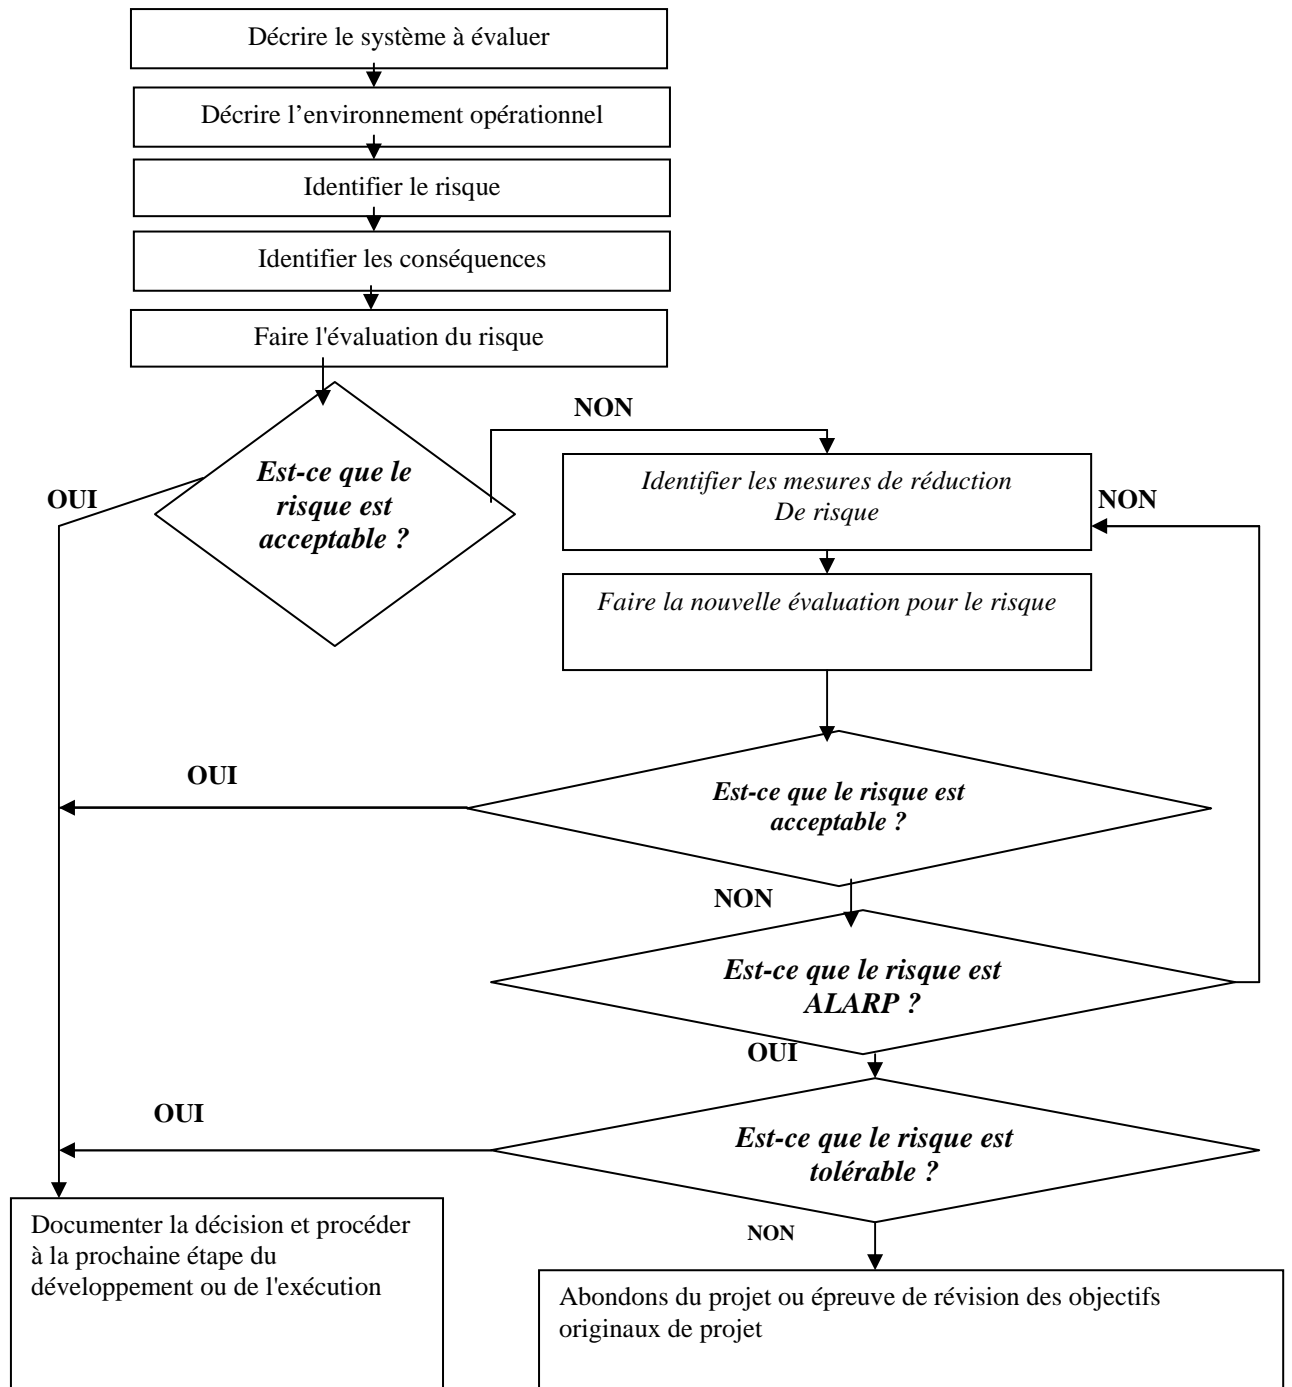 Décrire le système à évaluer
Décrire l’environnement opérationnel
Identifier le risque
Identifier les conséquences
Faire l'évaluation du risque
NON
Est-ce que le
risque est
acceptable ?
OUI
Identifier les mesures de réduction
De risque
NON
Faire la nouvelle évaluation pour le risque
OUI
Est-ce que le risque est
acceptable ?
NON
Est-ce que le risque est
ALARP ?
OUI
OUI
Est-ce que le risque est
tolérable ?
NON
Documenter la décision et procéder
à la prochaine étape du
développement ou de l'exécution
Abondons du projet ou épreuve de révision des objectifs
originaux de projet